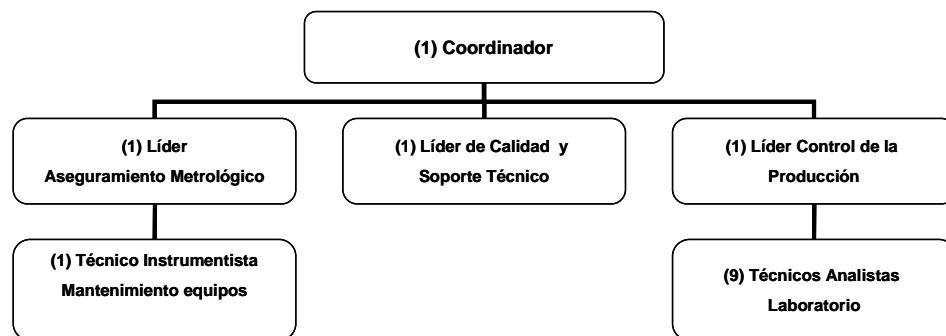 (1) Coordinador
(1) Líder
Aseguramiento Metrológico
(1) Líder de Calidad y
Soporte Técnico
(1) Líder Control de la
Producción
(1) Técnico Instrumentista
Mantenimiento equipos
(9) Técnicos Analistas
Laboratorio